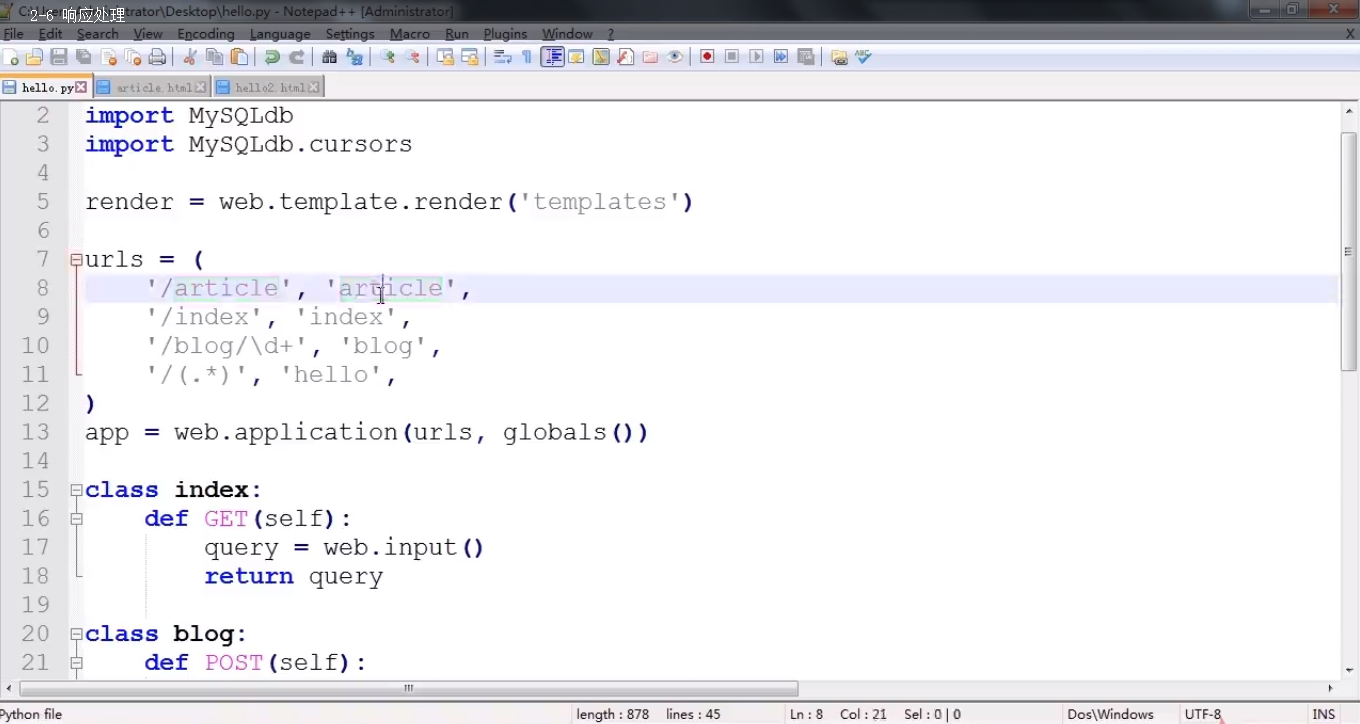 C:\Users\Administrator\Desktop\hello.py - Notepad++ [Administrator]
2-6 响应处理
File Edit Search View Encoding Language Settings Macro Run Plugins Window ? X
hello.py article.html hello2.html
2 import MySQLdb
3 import MySQLdb.cursors
4
5 render = web.template.render('templates')
6
7 urls = (
8 '/article', 'article',
9 '/index', 'index',
10 '/blog/\d+', 'blog',
11 '/(.*)', 'hello',
12 )
13 app = web.application(urls, globals())
14
15 class index:
16 def GET(self):
17 query = web.input()
18 return query
19
20 class blog:
21 def POST(self):
Python file length : 878 lines : 45 Ln : 8 Col : 21 Sel : 0 | 0 Dos\Windows UTF-8 INS